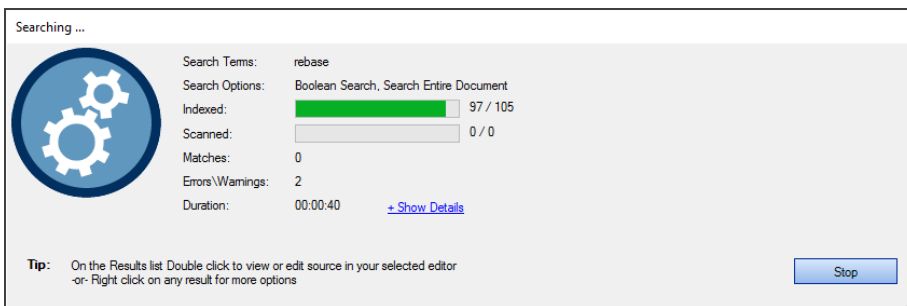 Searching ...
Search Terms: rebase
Search Options: Boolean Search, Search Entire Document
Indexed: 97 / 105
Scanned: 0 / 0
Matches: 0
Errors\Warnings: 2
Duration: 00:00:40 + Show Details
Tip: On the Results list Double click to view or edit source in your selected editor
-or- Right click on any result for more options
Stop